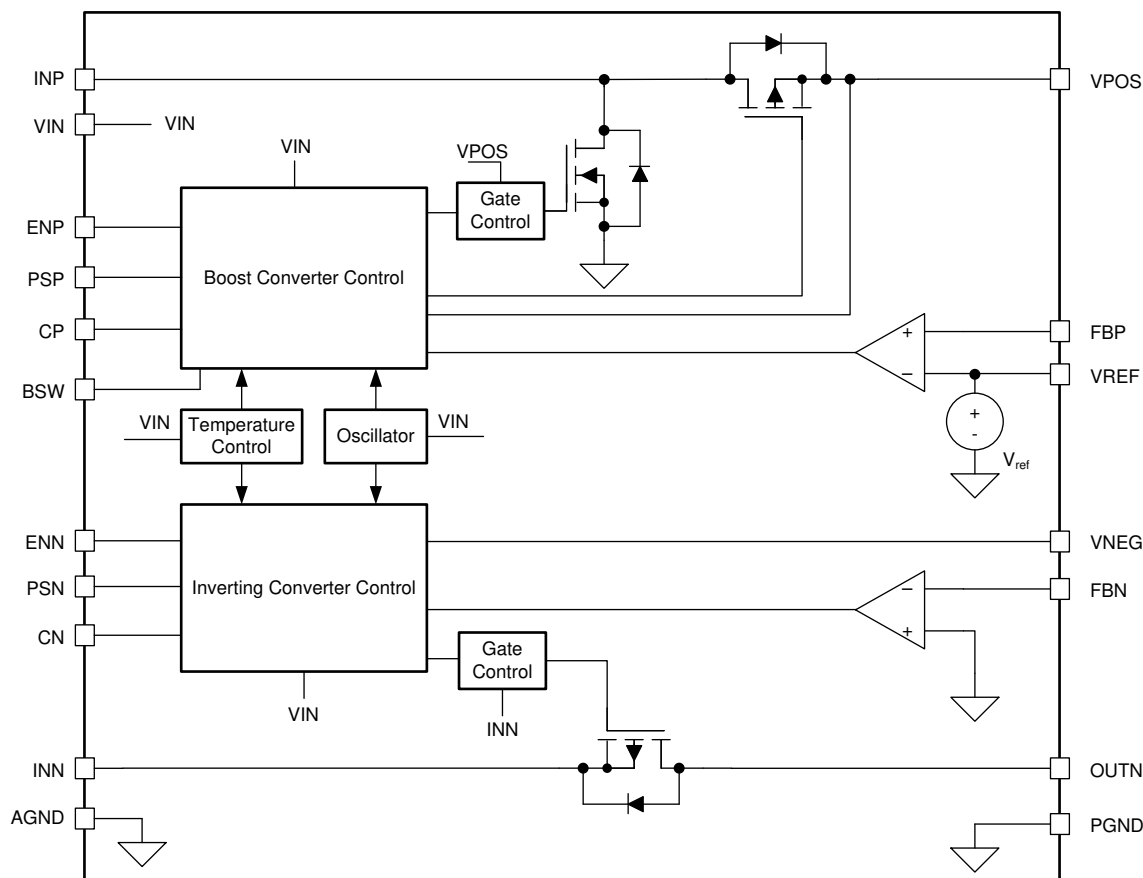 INP
VPOS
VIN
VIN
VIN
VPOS
Gate
Control
ENP
PSP
Boost Converter Control
CP
+
FBP
BSW
−
VREF
VIN
Temperature
Control
Oscillator
VIN
+
-
Vref
ENN
VNEG
PSN
Inverting Converter Control
−
FBN
CN
+
Gate
Control
VIN
INN
INN
OUTN
AGND
PGND